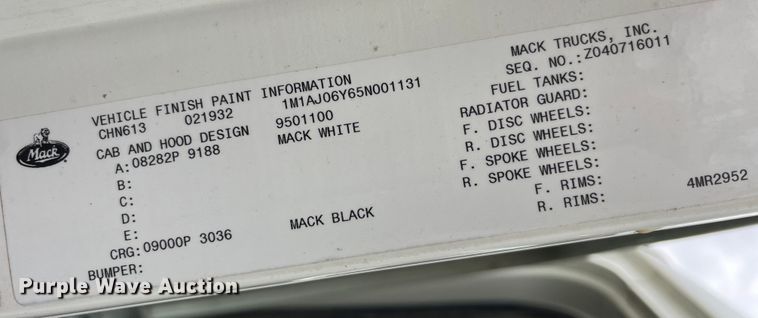 Mack
VEHICLE FINISH PAINT INFORMATION
CHN613 021932 1M1AJ06Y65N001131
CAB AND HOOD DESIGN 9501100
A: 08282P 9188 MACK WHITE
B:
C:
D:
E:
CRG: 09000P 3036 MACK BLACK
BUMPER:
MACK TRUCKS, INC.
SEQ. NO.: Z040716011
FUEL TANKS:
RADIATOR GUARD:
F. DISC WHEELS:
R. DISC WHEELS:
F. SPOKE WHEELS:
R. SPOKE WHEELS:
F. RIMS:
R. RIMS:
4MR2952
Purple Wave Auction